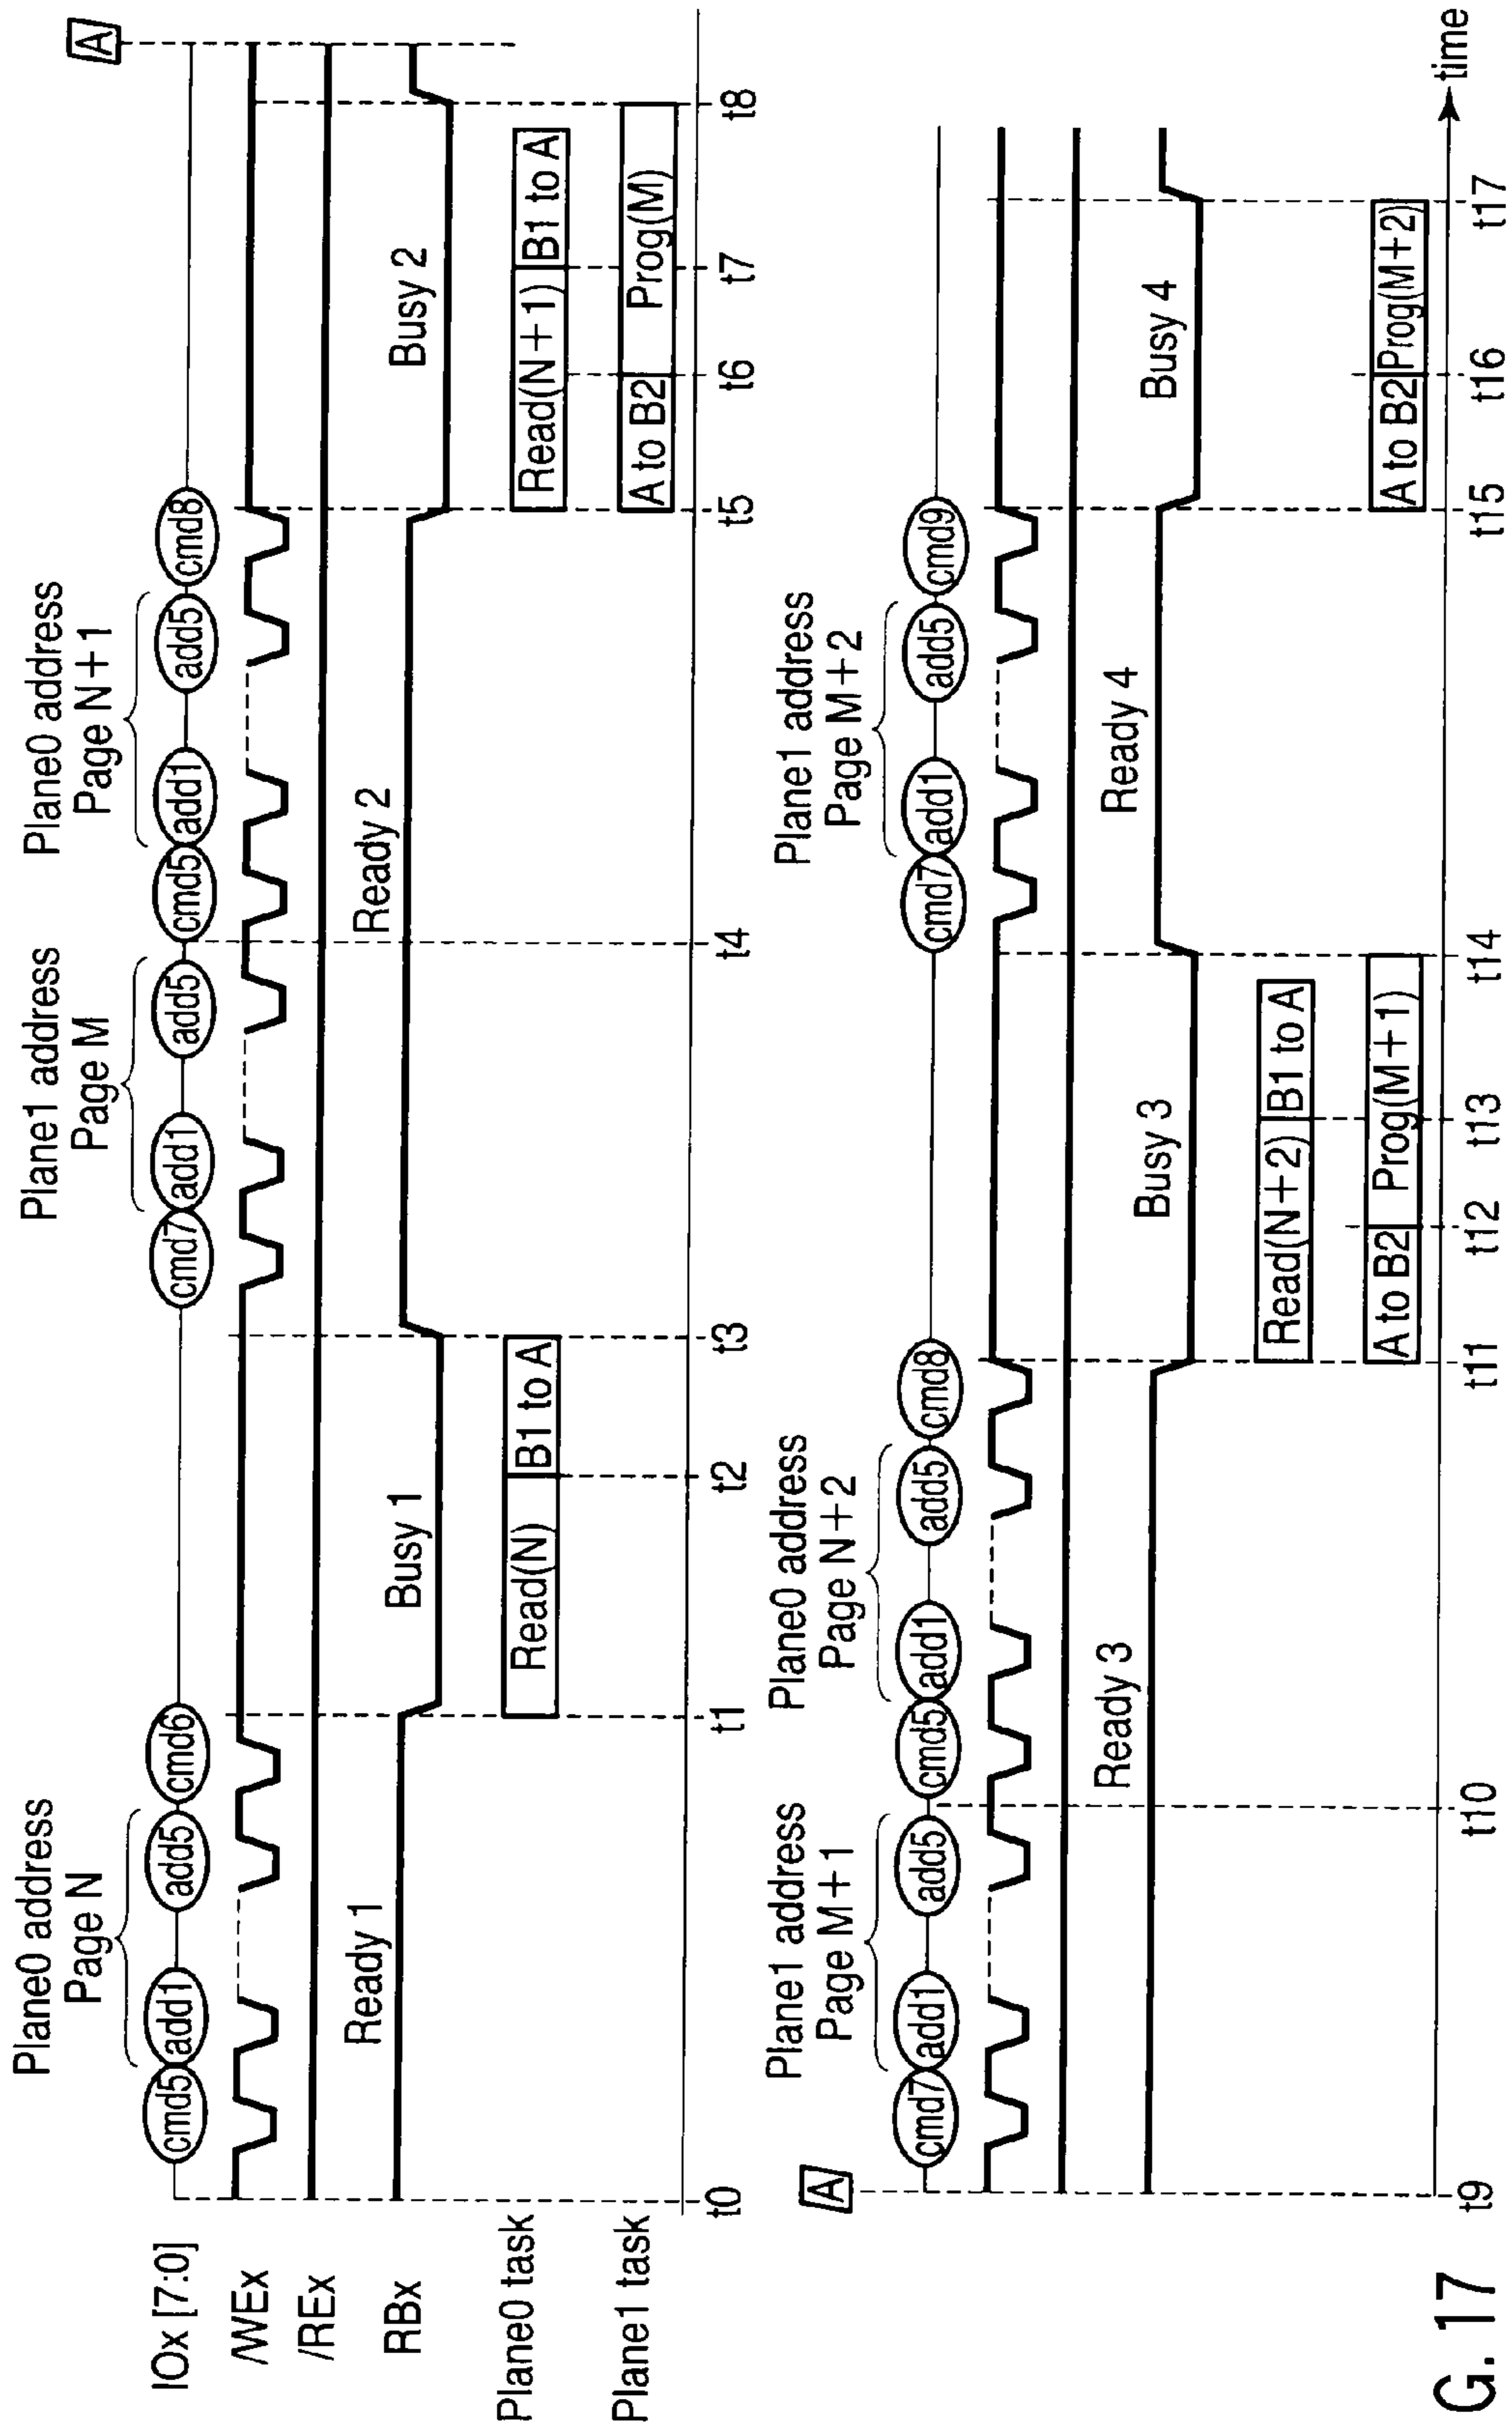 Plane0 address
Page N
Plane1 address
Page M
Plane0 address
Page N+1
A
IOx [7:0]
cmd5
add1
add5
cmd6
cmd7
add1
add5
cmd5
add1
add5
cmd8
/WEx
/REx
RBx
Ready 1
Busy 1
Ready 2
Busy 2
Plane0 task
Read(N)
B1 to A
Read(N+1)
B1 to A
Plane1 task
A to B2
Prog(M)
t0
t1
t2
t3
t4
t5
t6
t7
t8
A
Plane1 address
Page M+1
Plane0 address
Page N+2
Plane1 address
Page M+2
cmd7
add1
add5
cmd5
add1
add5
cmd8
cmd7
add1
add5
cmd9
Ready 3
Busy 3
Ready 4
Busy 4
Read(N+2)
B1 to A
A to B2
Prog(M+1)
A to B2
Prog(M+2)
t9
t10
t11
t12
t13
t14
t15
t16
t17
time
G. 17